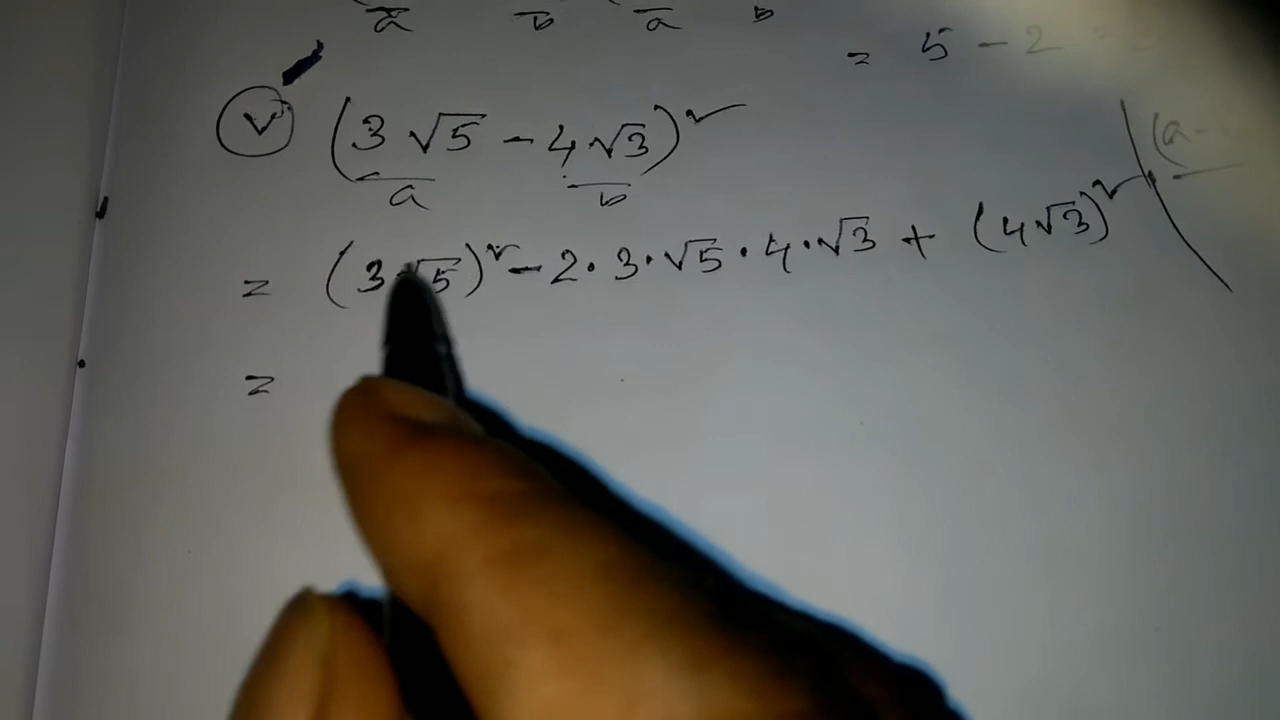 a b a b
= 5 - 2
(v) (3√5 - 4√3)²
a b
= (3√5)² - 2·3·√5·4·√3 + (4√3)²
(a-
=